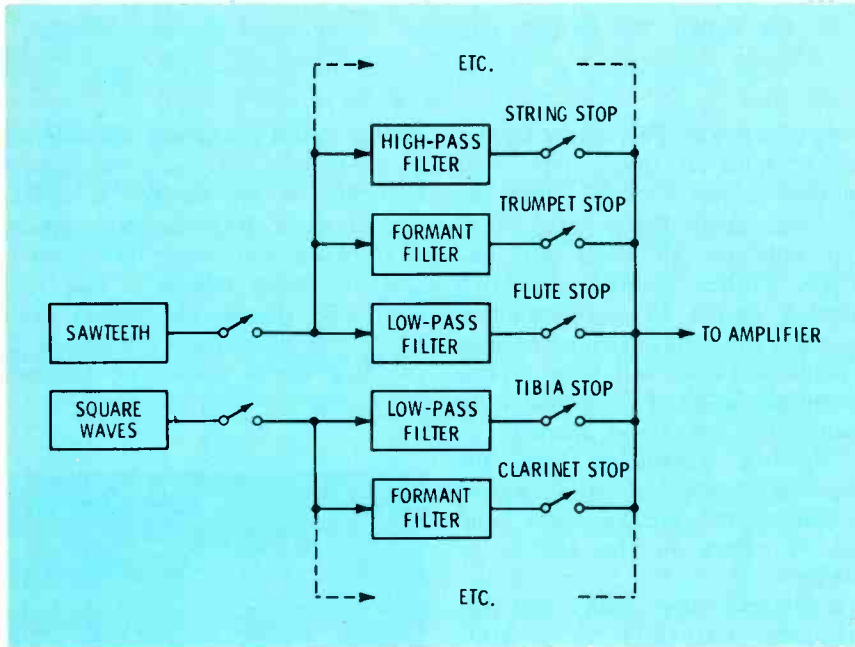 ETC.
STRING STOP
HIGH-PASS
FILTER
TRUMPET STOP
FORMANT
FILTER
FLUTE STOP
SAWTEETH
LOW-PASS
FILTER
TO AMPLIFIER
TIBIA STOP
SQUARE
WAVES
LOW-PASS
FILTER
CLARINET STOP
FORMANT
FILTER
ETC.